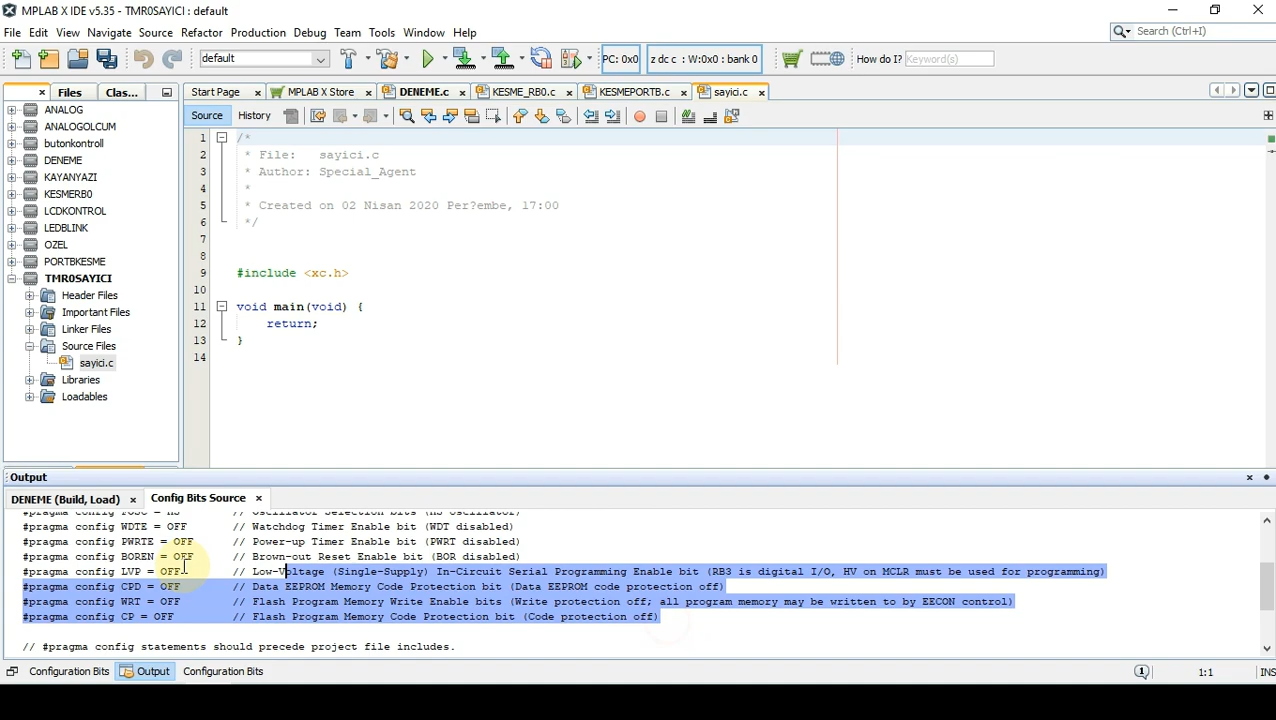 MPLAB X IDE v5.35 - TMR0SAYICI : default
File Edit View Navigate Source Refactor Production Debug Team Tools Window Help
Search (Ctrl+I)
default
PC: 0x0
z dc c : W:0x0 : bank 0
How do I?
Keyword(s)
Files
Clas...
Start Page
MPLAB X Store
DENEME.c
KESME_RB0.c
KESMEPORTB.c
sayici.c
Source
History
ANALOG
ANALOGOLCUM
butonkontroll
DENEME
KAYANYAZI
KESMERB0
LCDKONTROL
LEDBLINK
OZEL
PORTBKESME
TMR0SAYICI
Header Files
Important Files
Linker Files
Source Files
sayici.c
Libraries
Loadables
1 /*
2 * File: sayici.c
3 * Author: Special_Agent
4 *
5 * Created on 02 Nisan 2020 Per?embe, 17:00
6 */
7
8
9 #include <xc.h>
10
11 void main(void) {
12 return;
13 }
14
Output
DENEME (Build, Load)
Config Bits Source
#pragma config FOSC = HS // Oscillator Selection bits (HS oscillator)
#pragma config WDTE = OFF // Watchdog Timer Enable bit (WDT disabled)
#pragma config PWRTE = OFF // Power-up Timer Enable bit (PWRT disabled)
#pragma config BOREN = OFF // Brown-out Reset Enable bit (BOR disabled)
#pragma config LVP = OFF // Low-Voltage (Single-Supply) In-Circuit Serial Programming Enable bit (RB3 is digital I/O, HV on MCLR must be used for programming)
#pragma config CPD = OFF // Data EEPROM Memory Code Protection bit (Data EEPROM code protection off)
#pragma config WRT = OFF // Flash Program Memory Write Enable bits (Write protection off; all program memory may be written to by EECON control)
#pragma config CP = OFF // Flash Program Memory Code Protection bit (Code protection off)
// #pragma config statements should precede project file includes.
Configuration Bits
Output
Configuration Bits
1
1:1
INS